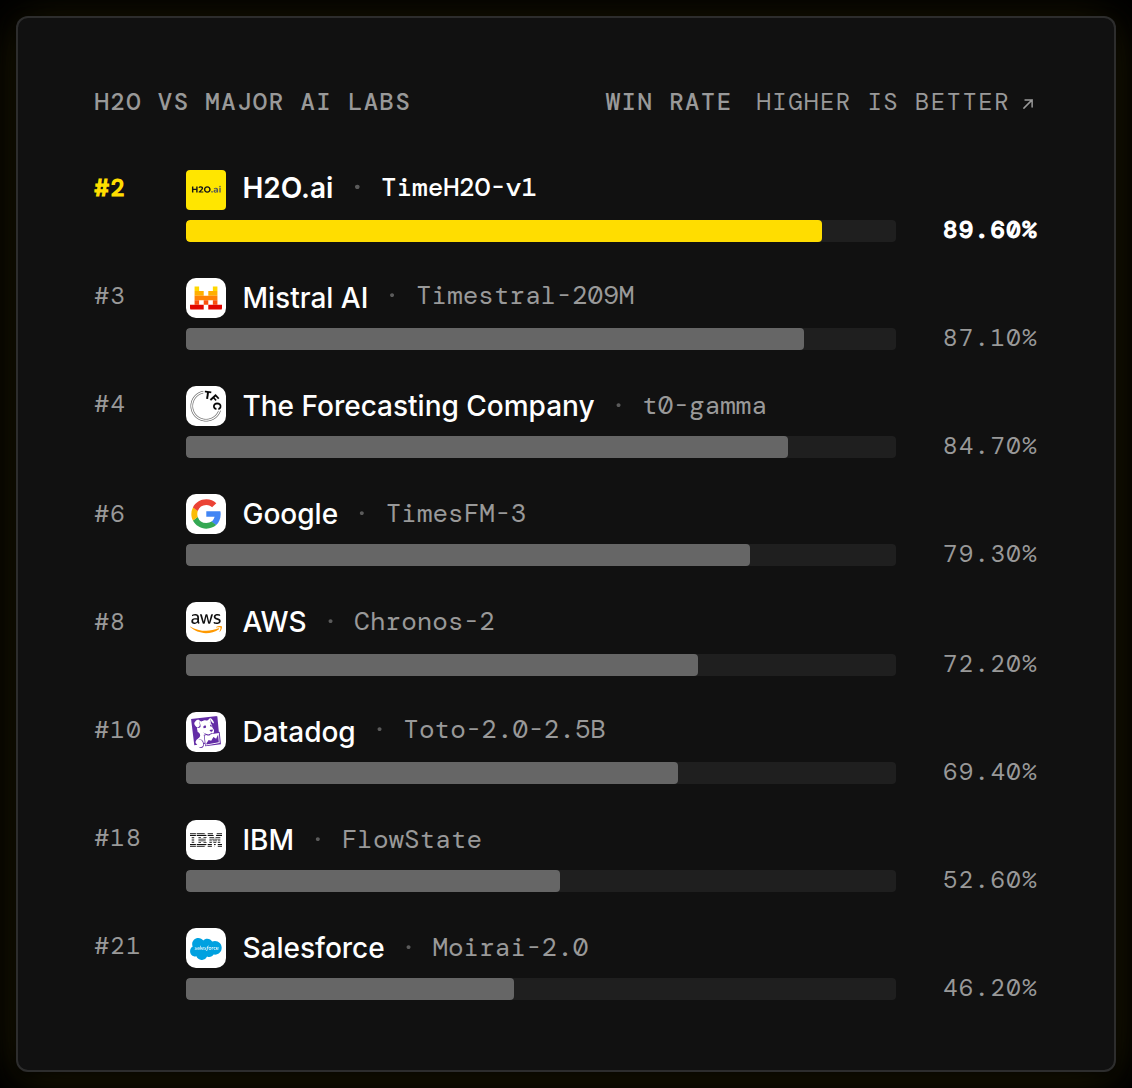 H2O VS MAJOR AI LABS WIN RATE HIGHER IS BETTER ↗
#2 H2O.ai H2O.ai · TimeH2O-v1
89.60%
#3 Mistral AI · Timestral-209M
87.10%
#4 TFC The Forecasting Company · t0-gamma
84.70%
#6 G Google · TimesFM-3
79.30%
#8 aws AWS · Chronos-2
72.20%
#10 Datadog · Toto-2.0-2.5B
69.40%
#18 IBM IBM · FlowState
52.60%
#21 salesforce Salesforce · Moirai-2.0
46.20%